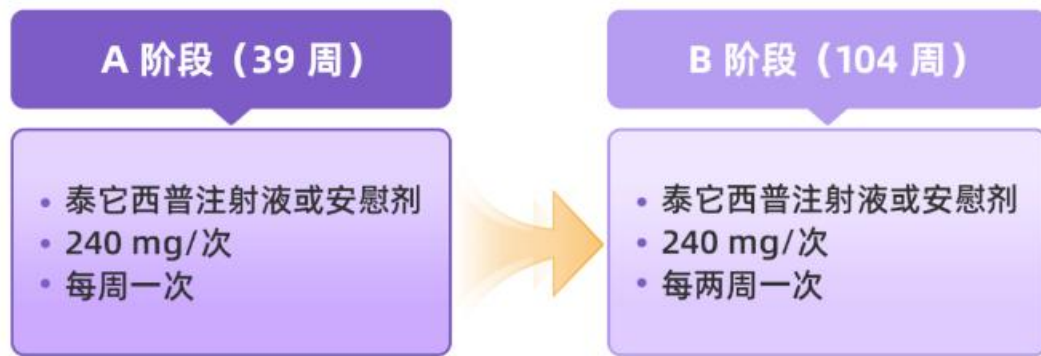 A 阶段（39 周）
• 泰它西普注射液或安慰剂
• 240 mg/次
• 每周一次
B 阶段（104 周）
• 泰它西普注射液或安慰剂
• 240 mg/次
• 每两周一次